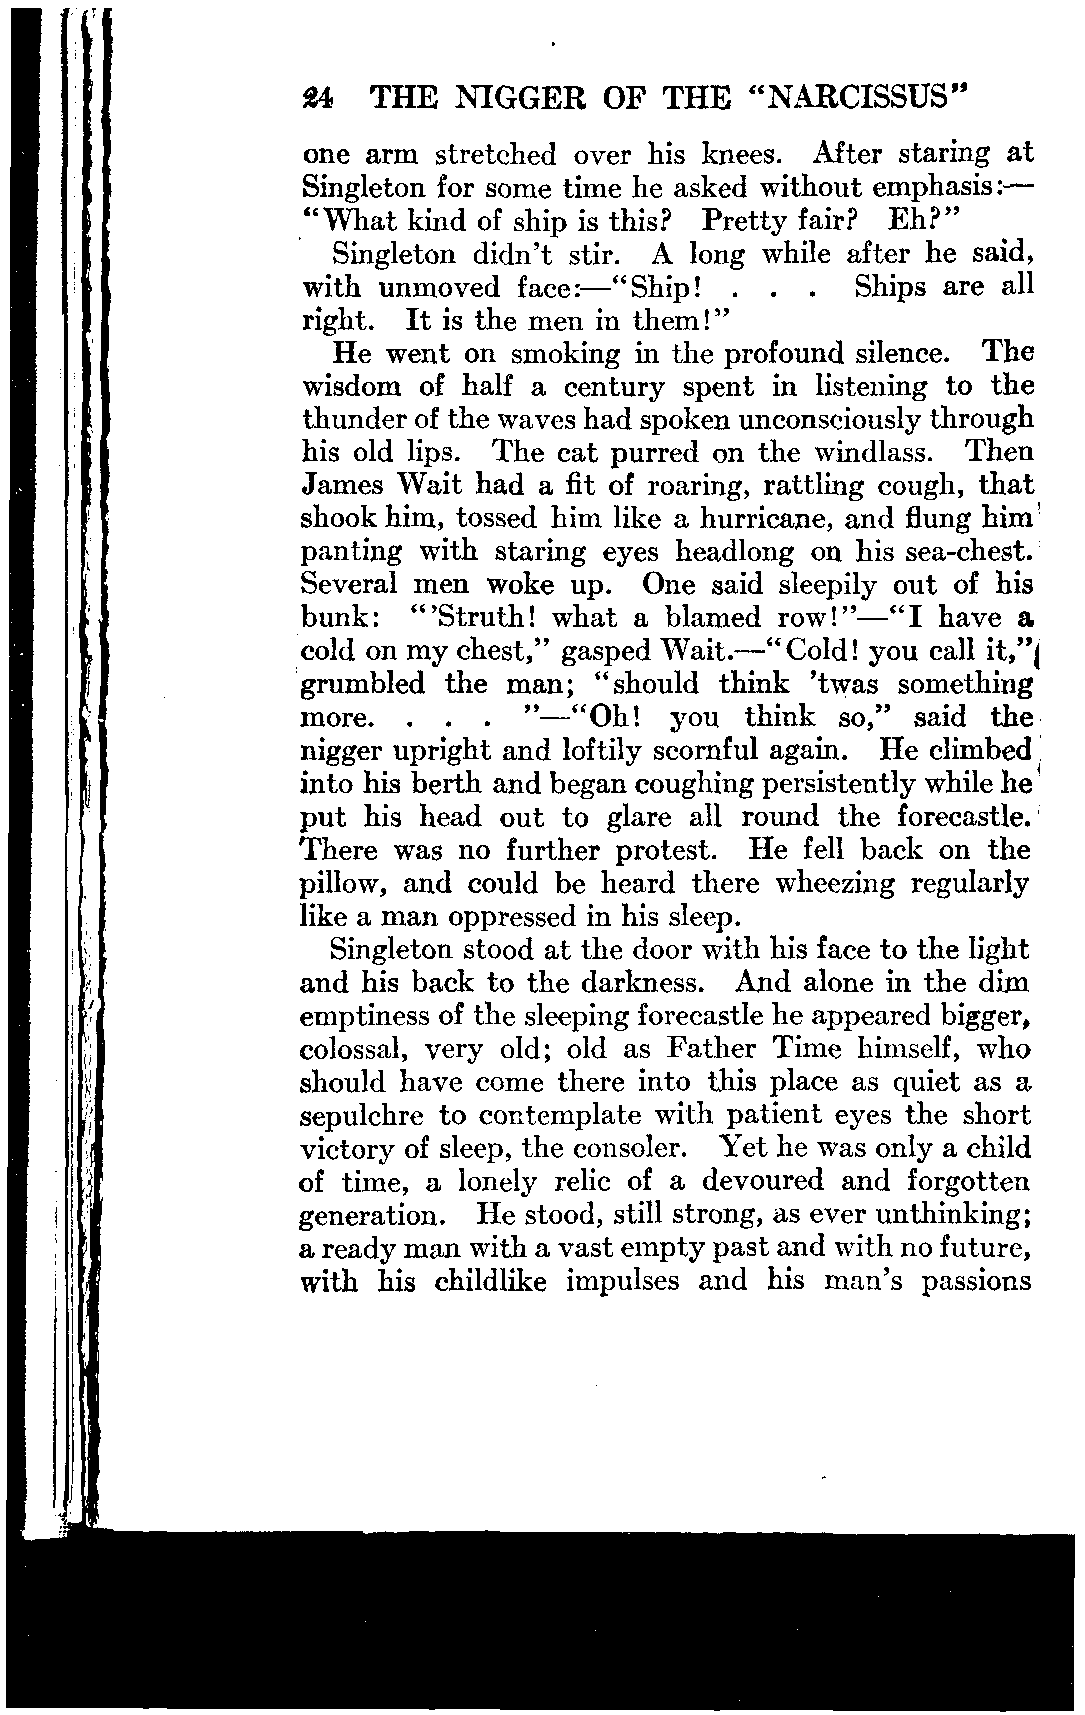 24 THE NIGGER OF THE “NARCISSUS”
one arm stretched over his knees. After staring at
Singleton for some time he asked without emphasis:—
“What kind of ship is this? Pretty fair? Eh?”
Singleton didn’t stir. A long while after he said,
with unmoved face:—“Ship! . . . Ships are all
right. It is the men in them!”
He went on smoking in the profound silence. The
wisdom of half a century spent in listening to the
thunder of the waves had spoken unconsciously through
his old lips. The cat purred on the windlass. Then
James Wait had a fit of roaring, rattling cough, that
shook him, tossed him like a hurricane, and flung him
panting with staring eyes headlong on his sea-chest.
Several men woke up. One said sleepily out of his
bunk: “’Struth! what a blamed row!”—“I have a
cold on my chest,” gasped Wait.—“Cold! you call it,”
grumbled the man; “should think ’twas something
more. . . . ”—“Oh! you think so,” said the
nigger upright and loftily scornful again. He climbed
into his berth and began coughing persistently while he
put his head out to glare all round the forecastle.
There was no further protest. He fell back on the
pillow, and could be heard there wheezing regularly
like a man oppressed in his sleep.
Singleton stood at the door with his face to the light
and his back to the darkness. And alone in the dim
emptiness of the sleeping forecastle he appeared bigger,
colossal, very old; old as Father Time himself, who
should have come there into this place as quiet as a
sepulchre to contemplate with patient eyes the short
victory of sleep, the consoler. Yet he was only a child
of time, a lonely relic of a devoured and forgotten
generation. He stood, still strong, as ever unthinking;
a ready man with a vast empty past and with no future,
with his childlike impulses and his man’s passions